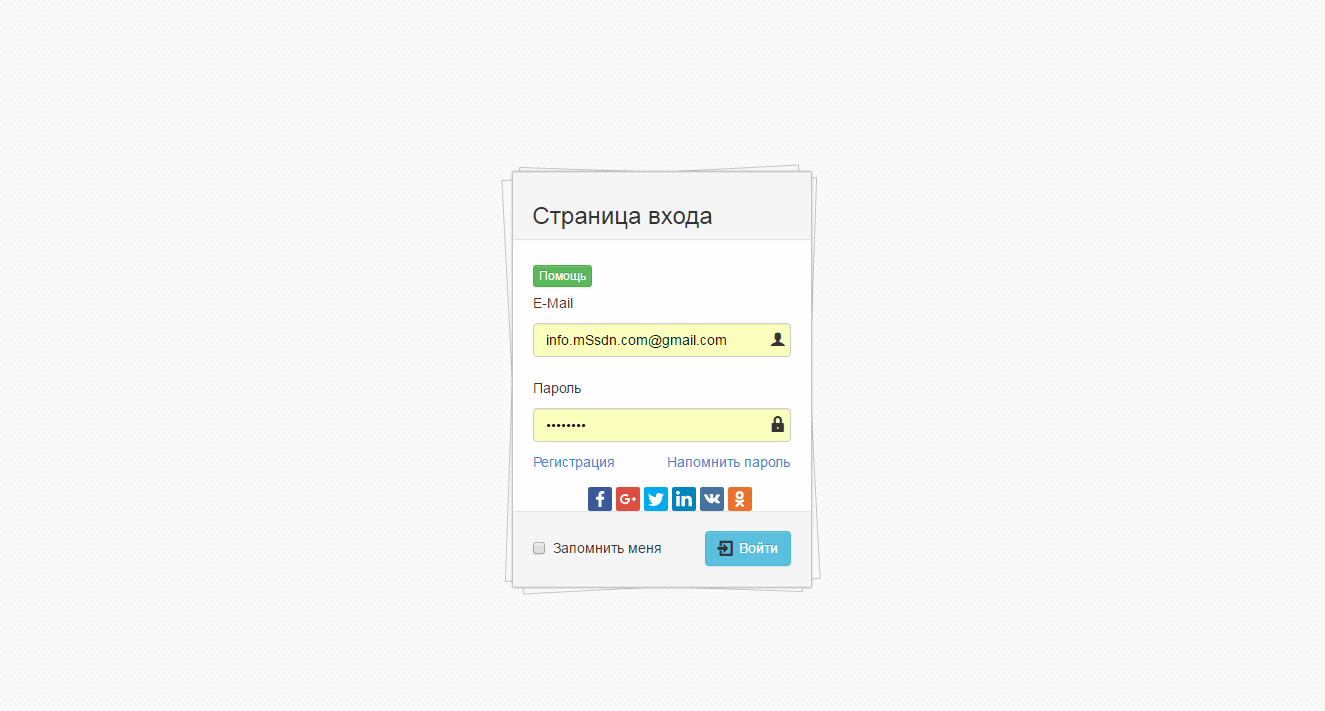 Страница входа
Помощь
E-Mail
info.mSsdn.com@gmail.com
Пароль
••••••••
Регистрация Напомнить пароль
Запомнить меня Войти